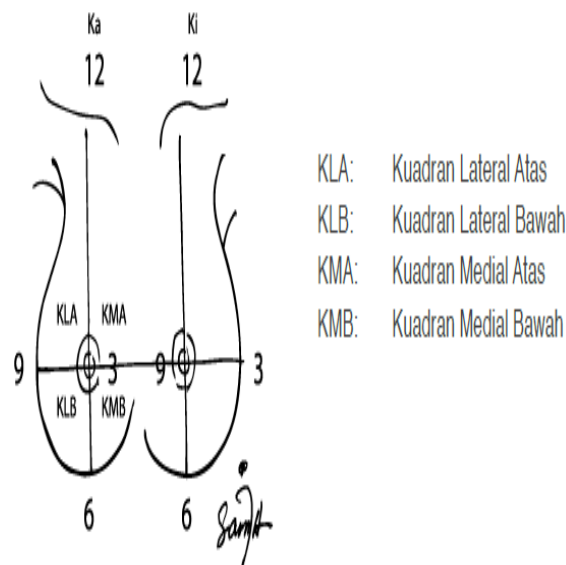 Ka Ki
12 12
KLA: Kuadran Lateral Atas
KLB: Kuadran Lateral Bawah
KMA: Kuadran Medial Atas
KMB: Kuadran Medial Bawah
KLA KMA
9 3 9 3
KLB KMB
6 6